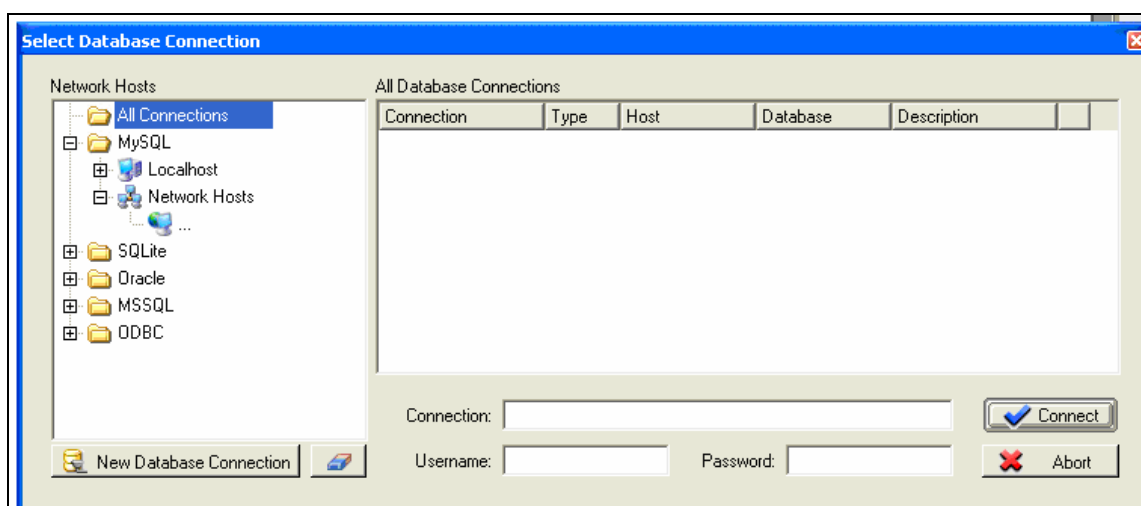 Select Database Connection
Network Hosts
All Connections
MySQL
Localhost
Network Hosts
...
SQLite
Oracle
MSSQL
ODBC
New Database Connection
All Database Connections
Connection Type Host Database Description
Connection:
Connect
Username: Password:
Abort